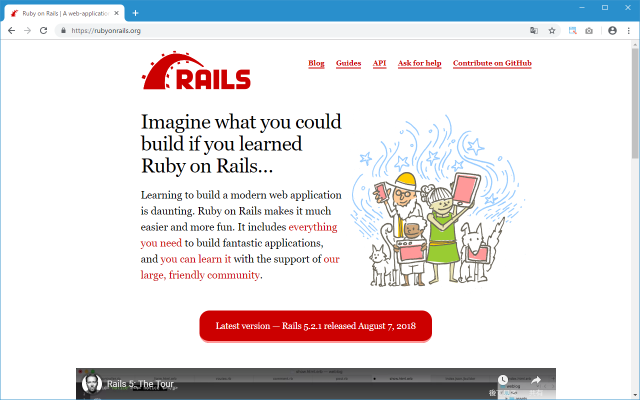 Ruby on Rails | A web-application
https://rubyonrails.org
RAILS
Blog Guides API Ask for help Contribute on GitHub
Imagine what you could
build if you learned
Ruby on Rails…
Learning to build a modern web application
is daunting. Ruby on Rails makes it much
easier and more fun. It includes everything
you need to build fantastic applications,
and you can learn it with the support of our
large, friendly community.
Latest version — Rails 5.2.1 released August 7, 2018
Rails 5: The Tour